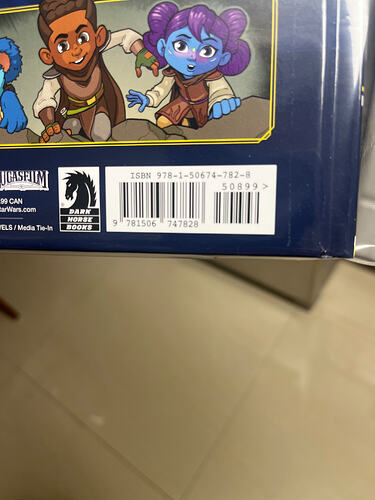 LUCASFILM
.99 CAN
tarWars.com
VELS / Media Tie-In
DARK
HORSE
BOOKS
ISBN 978-1-50674-782-8
50899 >
9 781506 747828